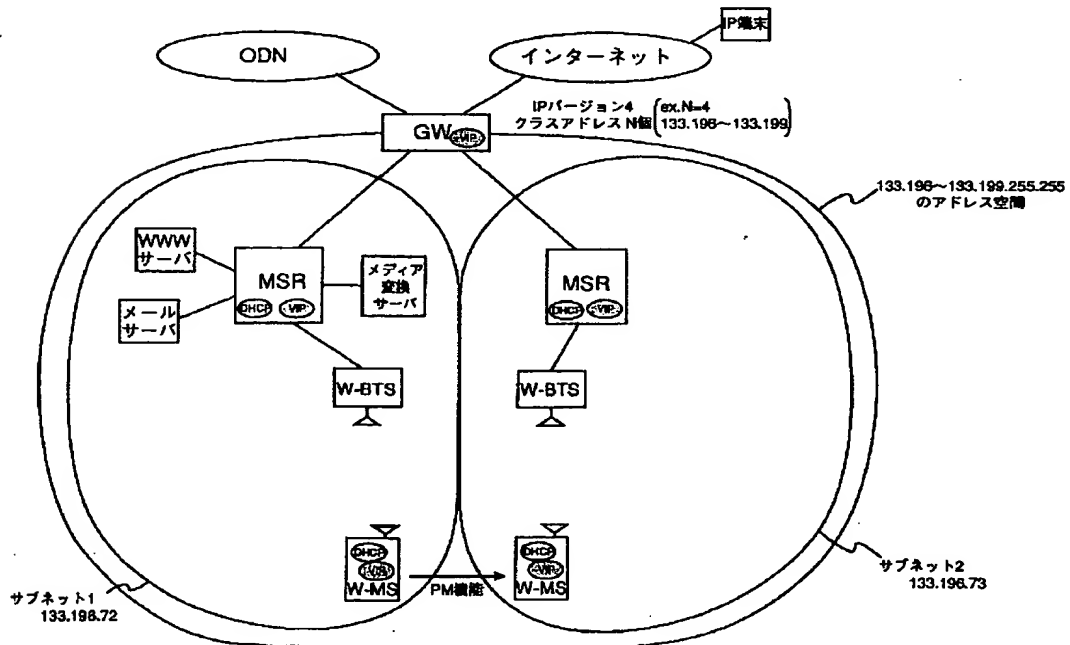 IP端末
ODN
インターネット
IPバージョン4
クラスアドレス N個
ex.N=4
133.196〜133.199
GW
VIP
133.196〜133.199.255.255
のアドレス空間
WWW
サーバ
メール
サーバ
MSR
DHCP
VIP
メディア
変換
サーバ
MSR
DHCP
VIP
W-BTS
W-BTS
DHCP
W-MS
PM機能
DHCP
VIP
W-MS
サブネット1
133.196.72
サブネット2
133.196.73